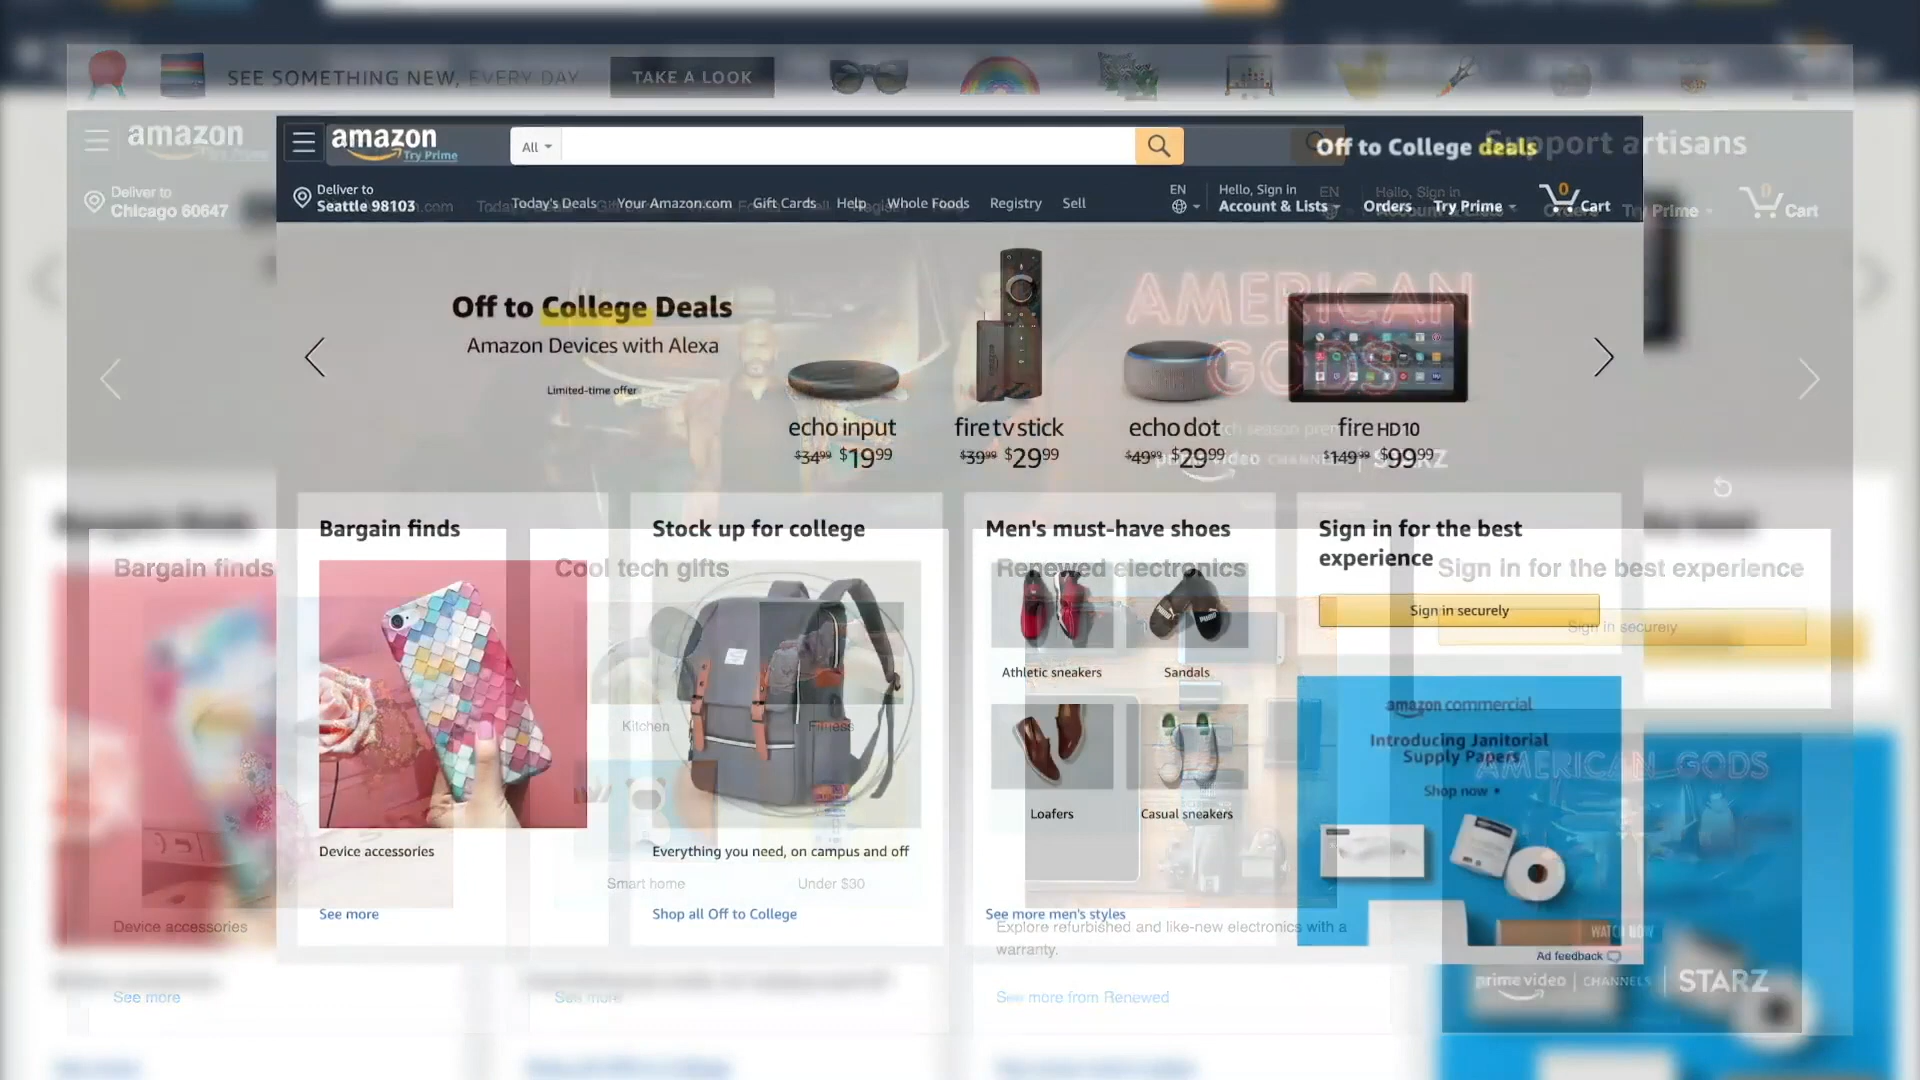 SEE SOMETHING NEW, EVERY DAY
TAKE A LOOK
amazon
Try Prime
All
Off to College deals
Support artisans
Deliver to
Seattle 98103
Today's Deals
Your Amazon.com
Gift Cards
Help
Whole Foods
Registry
Sell
EN
Hello, Sign in
Account & Lists
Orders
Try Prime
0
Cart
amazon
Deliver to
Chicago 60647
EN
Hello, Sign in
Try Prime
0
Cart
Off to College Deals
Amazon Devices with Alexa
Limited-time offer
echo input
$34.99 $19.99
fire tv stick
$39.99 $29.99
echo dot
$49.99 $29.99
fire HD10
$149.99 $99.99
AMERICAN
GODS
prime video CHANNELS | STARZ
Bargain finds
Device accessories
See more
Stock up for college
Everything you need, on campus and off
Shop all Off to College
Men's must-have shoes
Athletic sneakers
Sandals
Loafers
Casual sneakers
See more men's styles
Sign in for the best
experience
Sign in securely
amazon commercial
Introducing Janitorial
Supply Papers
Shop now
Ad feedback
Bargain finds
Device accessories
See more
Cool tech gifts
Kitchen
Fitness
Smart home
Under $30
See more
Renewed electronics
Explore refurbished and like-new electronics with a
warranty.
See more from Renewed
Sign in for the best experience
Sign in securely
AMERICAN GODS
WATCH NOW
prime video | CHANNELS | STARZ